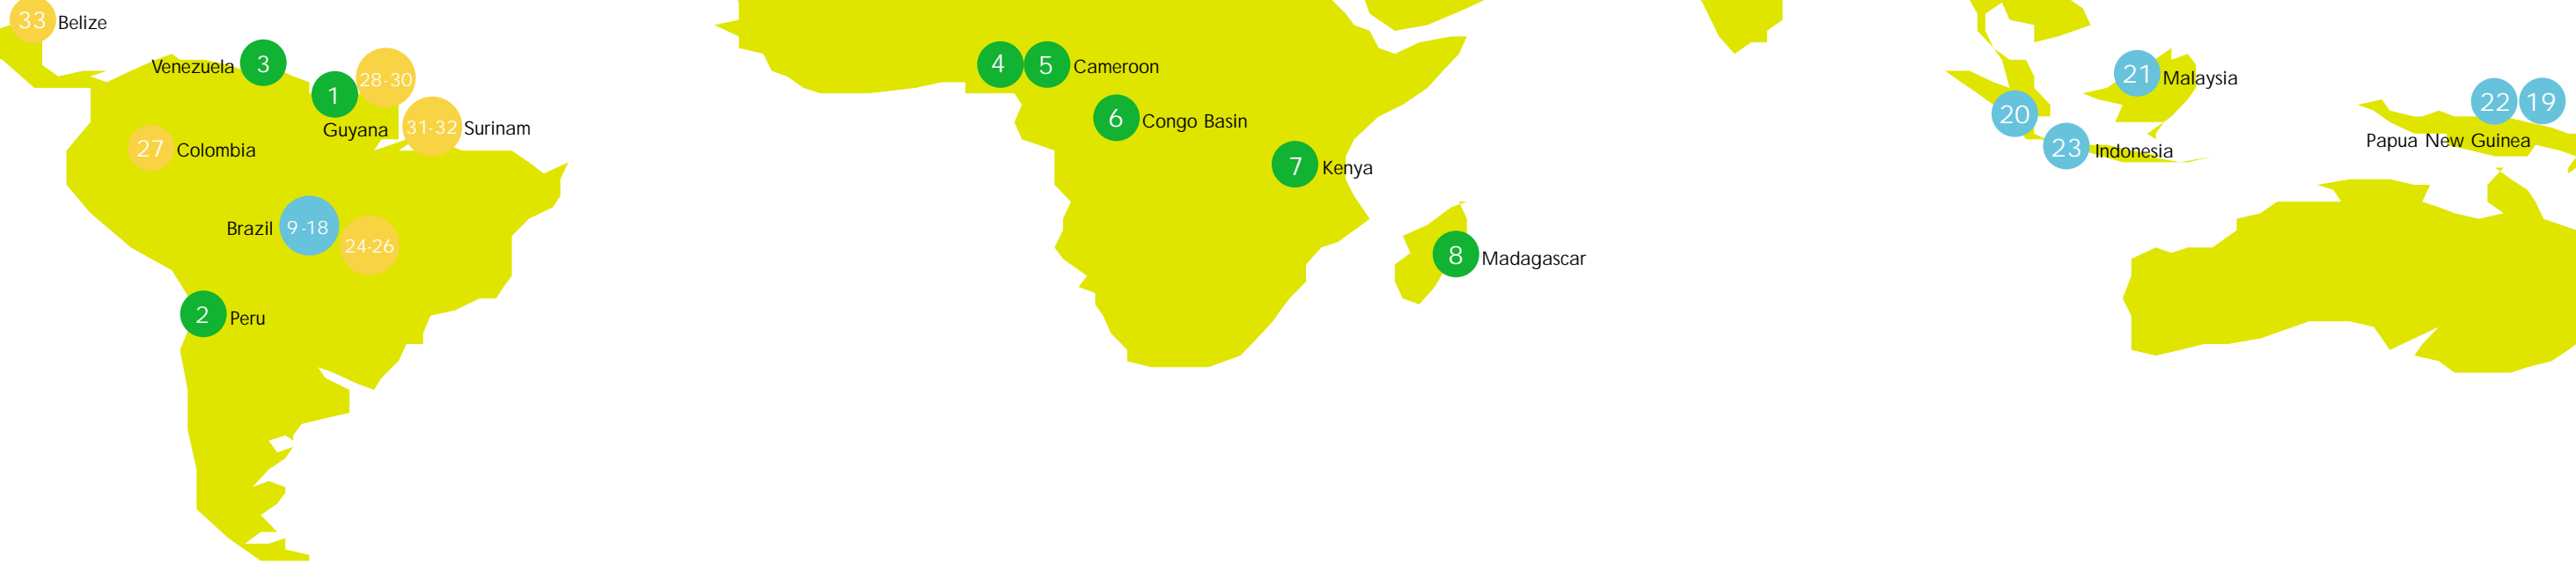 33 Belize
Venezuela 3
28-30
1
Guyana
31-32 Surinam
27 Colombia
Brazil 9-18
24-26
2 Peru
4 5 Cameroon
6 Congo Basin
7 Kenya
8 Madagascar
21 Malaysia
20
23 Indonesia
22 19
Papua New Guinea